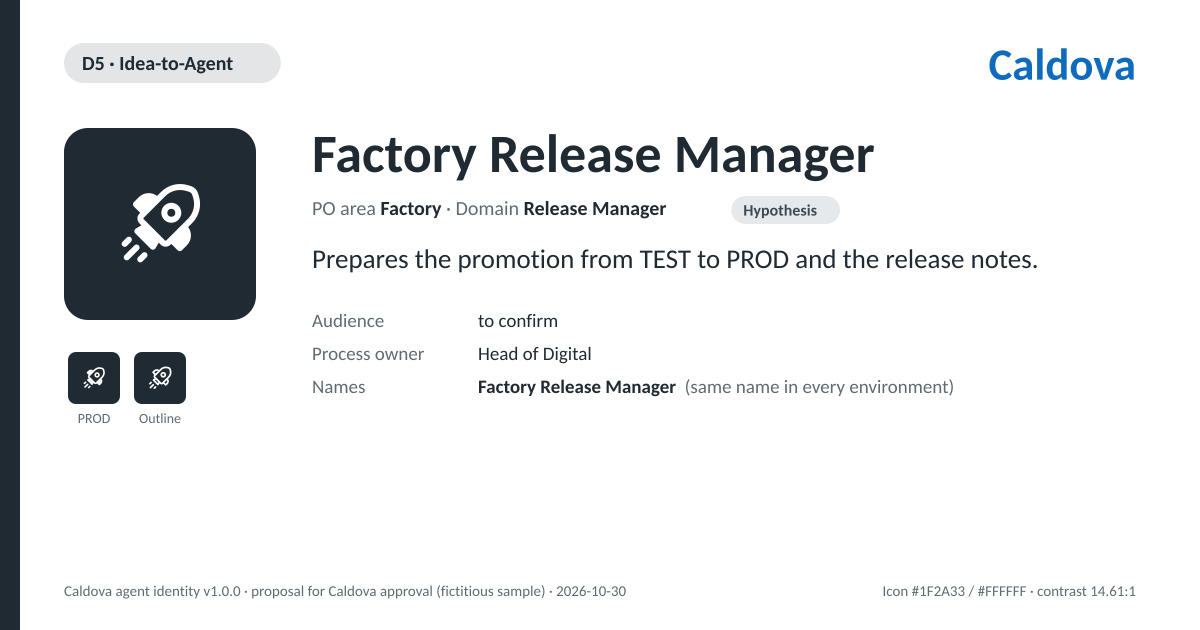 D5 · Idea-to-Agent
Caldova
Factory Release Manager
PO area Factory · Domain Release Manager
Hypothesis
Prepares the promotion from TEST to PROD and the release notes.
Audience to confirm
Process owner Head of Digital
Names Factory Release Manager (same name in every environment)
PROD Outline
Caldova agent identity v1.0.0 · proposal for Caldova approval (fictitious sample) · 2026-10-30
Icon #1F2A33 / #FFFFFF · contrast 14.61:1